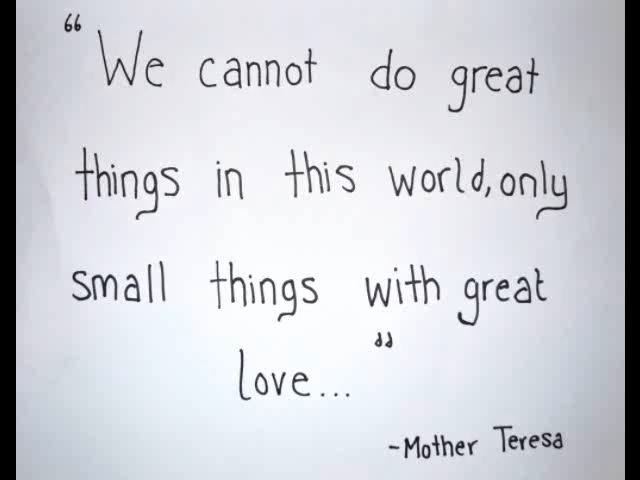 “We cannot do great
things in this world, only
small things with great
love...”
-Mother Teresa